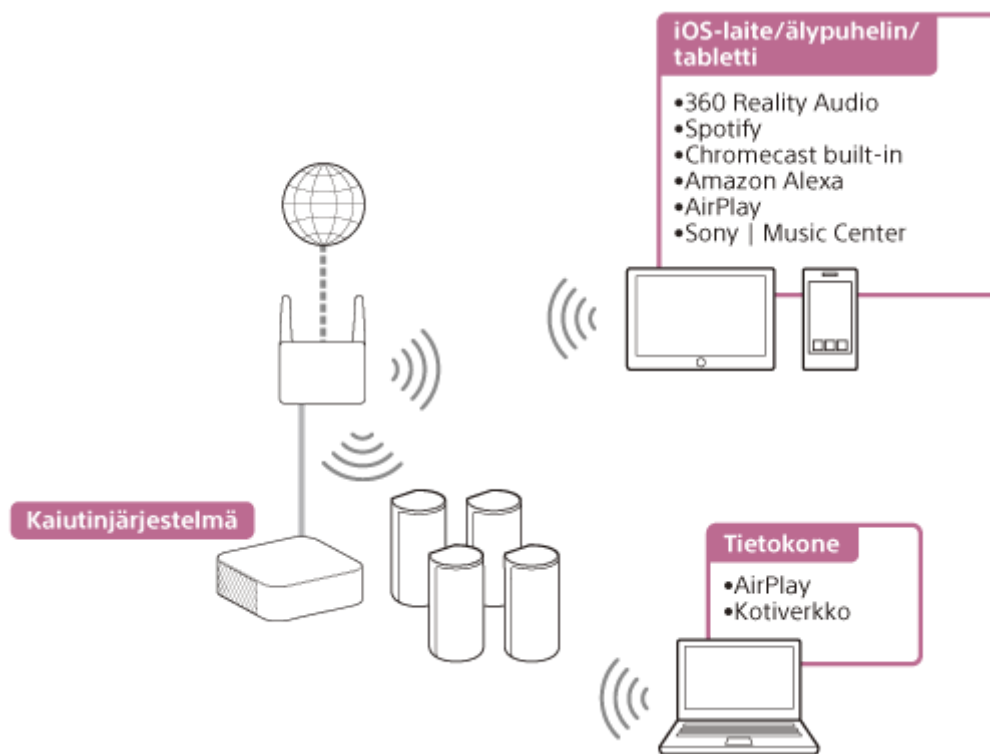 iOS-laite/älypuhelin/
tabletti
•360 Reality Audio
•Spotify
•Chromecast built-in
•Amazon Alexa
•AirPlay
•Sony | Music Center
Kaiutinjärjestelmä
Tietokone
•AirPlay
•Kotiverkko